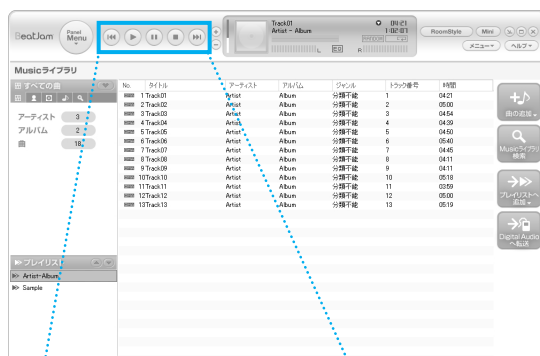 BeatJam
Panel
Menu
Track01
04:21
Artist - Album
1:02:01
L EQ R
RoomStyle
Mini
メニュー
ヘルプ
Musicライブラリ
すべての曲
アーティスト 3
アルバム 2
曲 18
No. タイトル アーティスト アルバム ジャンル トラック番号 時間
1 Track01 Artist Album 分類不能 1 04:21
2 Track02 Artist Album 分類不能 2 05:00
3 Track03 Artist Album 分類不能 3 04:54
4 Track04 Artist Album 分類不能 4 04:39
5 Track05 Artist Album 分類不能 5 04:50
6 Track06 Artist Album 分類不能 6 05:40
7 Track07 Artist Album 分類不能 7 04:45
8 Track08 Artist Album 分類不能 8 04:11
9 Track09 Artist Album 分類不能 9 04:11
10 Track10 Artist Album 分類不能 10 05:18
11 Track11 Artist Album 分類不能 11 03:59
12 Track12 Artist Album 分類不能 12 05:00
13 Track13 Artist Album 分類不能 13 05:19
曲の追加
Musicライブラリ
検索
プレイリストへ
追加
Digital Audio
へ転送
プレイリスト
Artist-Album
Sample